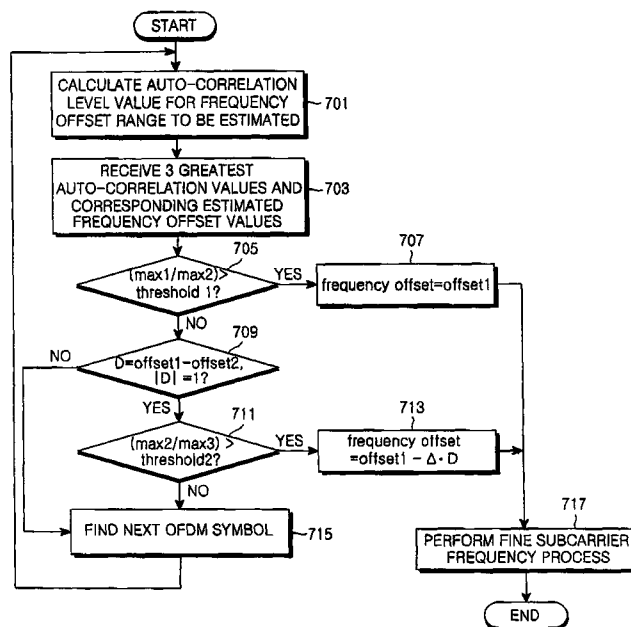 START
CALCULATE AUTO-CORRELATION
LEVEL VALUE FOR FREQUENCY
OFFSET RANGE TO BE ESTIMATED
701
RECEIVE 3 GREATEST
AUTO-CORRELATION VALUES AND
CORRESPONDING ESTIMATED
FREQUENCY OFFSET VALUES
703
705
(max1/max2)>
threshold 1?
YES
707
frequency offset=offset1
NO
709
NO
D=offset1-offset2,
|D| =1?
YES
711
(max2/max3) >
threshold2?
YES
713
frequency offset
=offset1 - Δ·D
NO
FIND NEXT OFDM SYMBOL
715
717
PERFORM FINE SUBCARRIER
FREQUENCY PROCESS
END